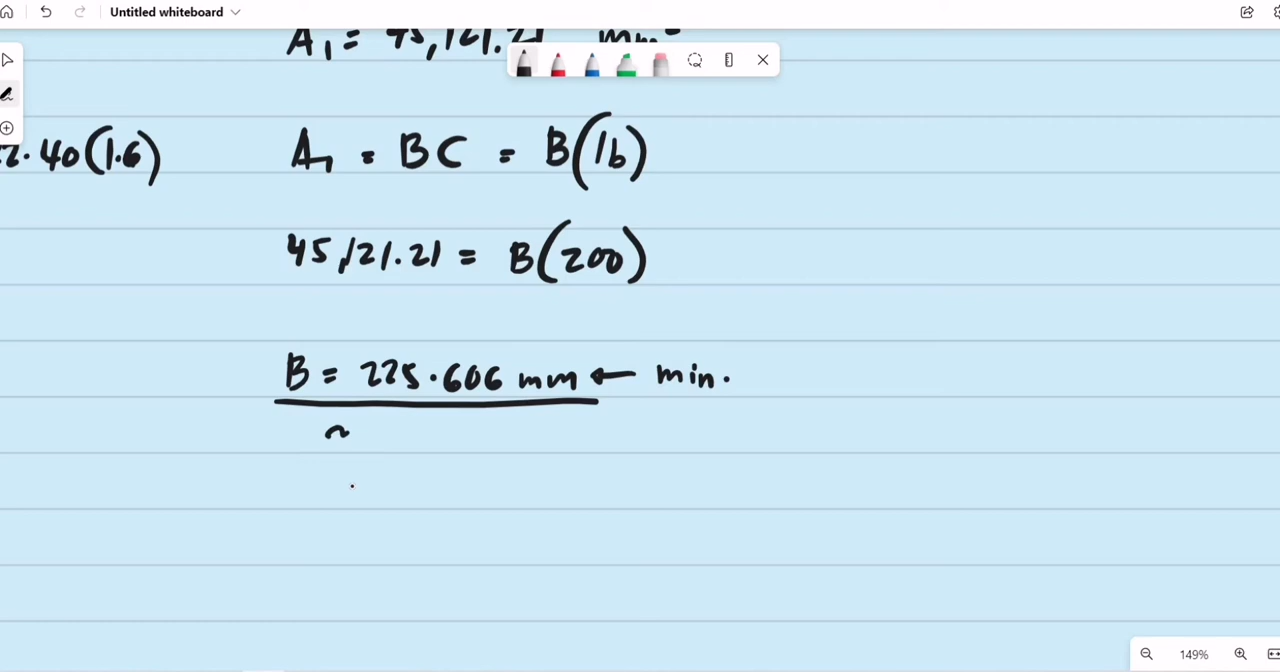 Untitled whiteboard
A₁ = 45,121.21 mm²
2.40(1.6)
A₁ = BC = B(lb)
45,121.21 = B(200)
B = 225.606 mm ← min.
≈
149%